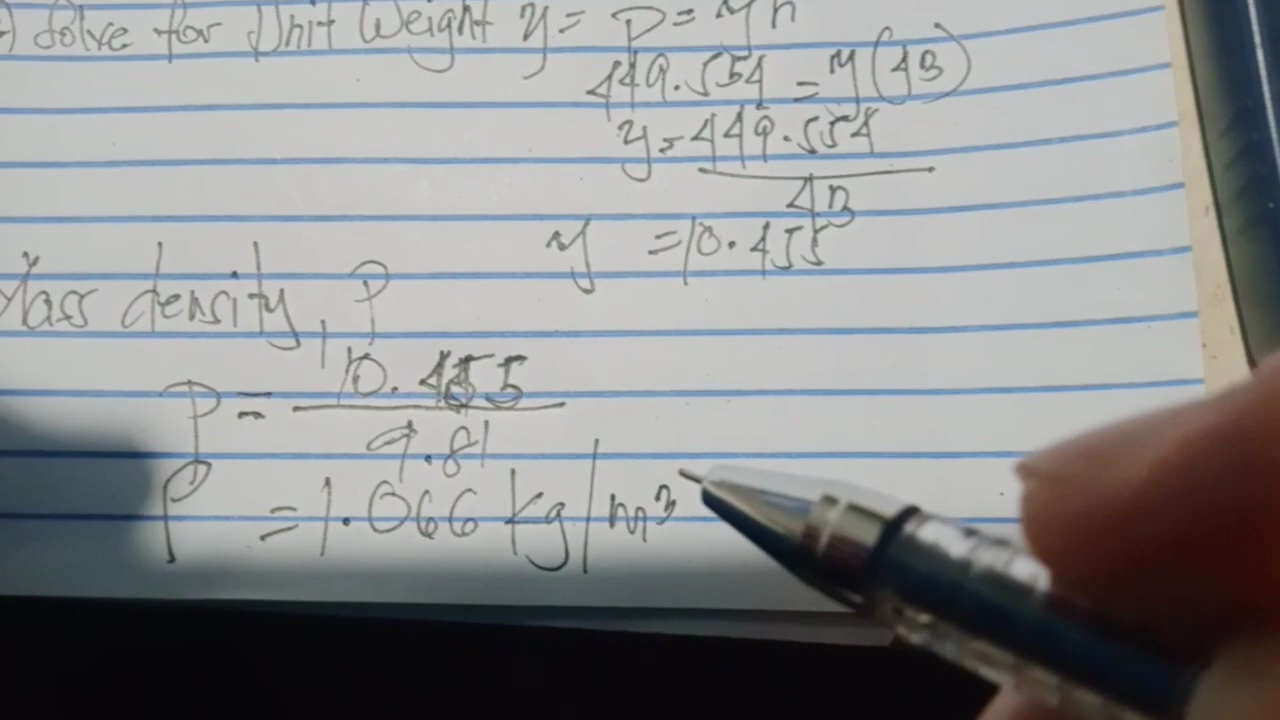 Solve for Unit Weight y = P = yh
449.554 = y(43)
y = 449.554
43
y = 10.455
Mass density, P
P = 10.455
9.81
P = 1.066 kg/m³